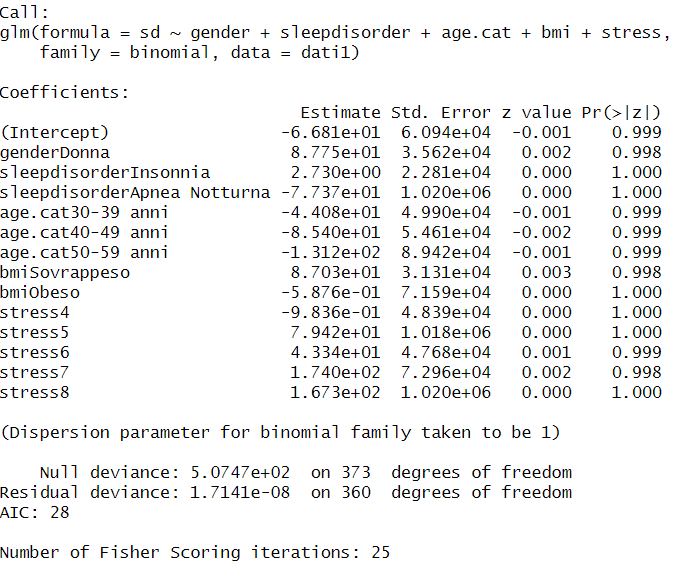 Call:
glm(formula = sd ~ gender + sleepdisorder + age.cat + bmi + stress,
    family = binomial, data = dati1)

Coefficients:
                              Estimate Std. Error z value Pr(>|z|)
(Intercept)                 -6.681e+01  6.094e+04  -0.001    0.999
genderDonna                  8.775e+01  3.562e+04   0.002    0.998
sleepdisorderInsonnia        2.730e+00  2.281e+04   0.000    1.000
sleepdisorderApnea Notturna -7.737e+01  1.020e+06   0.000    1.000
age.cat30-39 anni           -4.408e+01  4.990e+04  -0.001    0.999
age.cat40-49 anni           -8.540e+01  5.461e+04  -0.002    0.999
age.cat50-59 anni           -1.312e+02  8.942e+04  -0.001    0.999
bmiSovrappeso                8.703e+01  3.131e+04   0.003    0.998
bmiObeso                    -5.876e-01  7.159e+04   0.000    1.000
stress4                     -9.836e-01  4.839e+04   0.000    1.000
stress5                      7.942e+01  1.018e+06   0.000    1.000
stress6                      4.334e+01  4.768e+04   0.001    0.999
stress7                      1.740e+02  7.296e+04   0.002    0.998
stress8                      1.673e+02  1.020e+06   0.000    1.000

(Dispersion parameter for binomial family taken to be 1)

    Null deviance: 5.0747e+02  on 373  degrees of freedom
Residual deviance: 1.7141e-08  on 360  degrees of freedom
AIC: 28

Number of Fisher Scoring iterations: 25